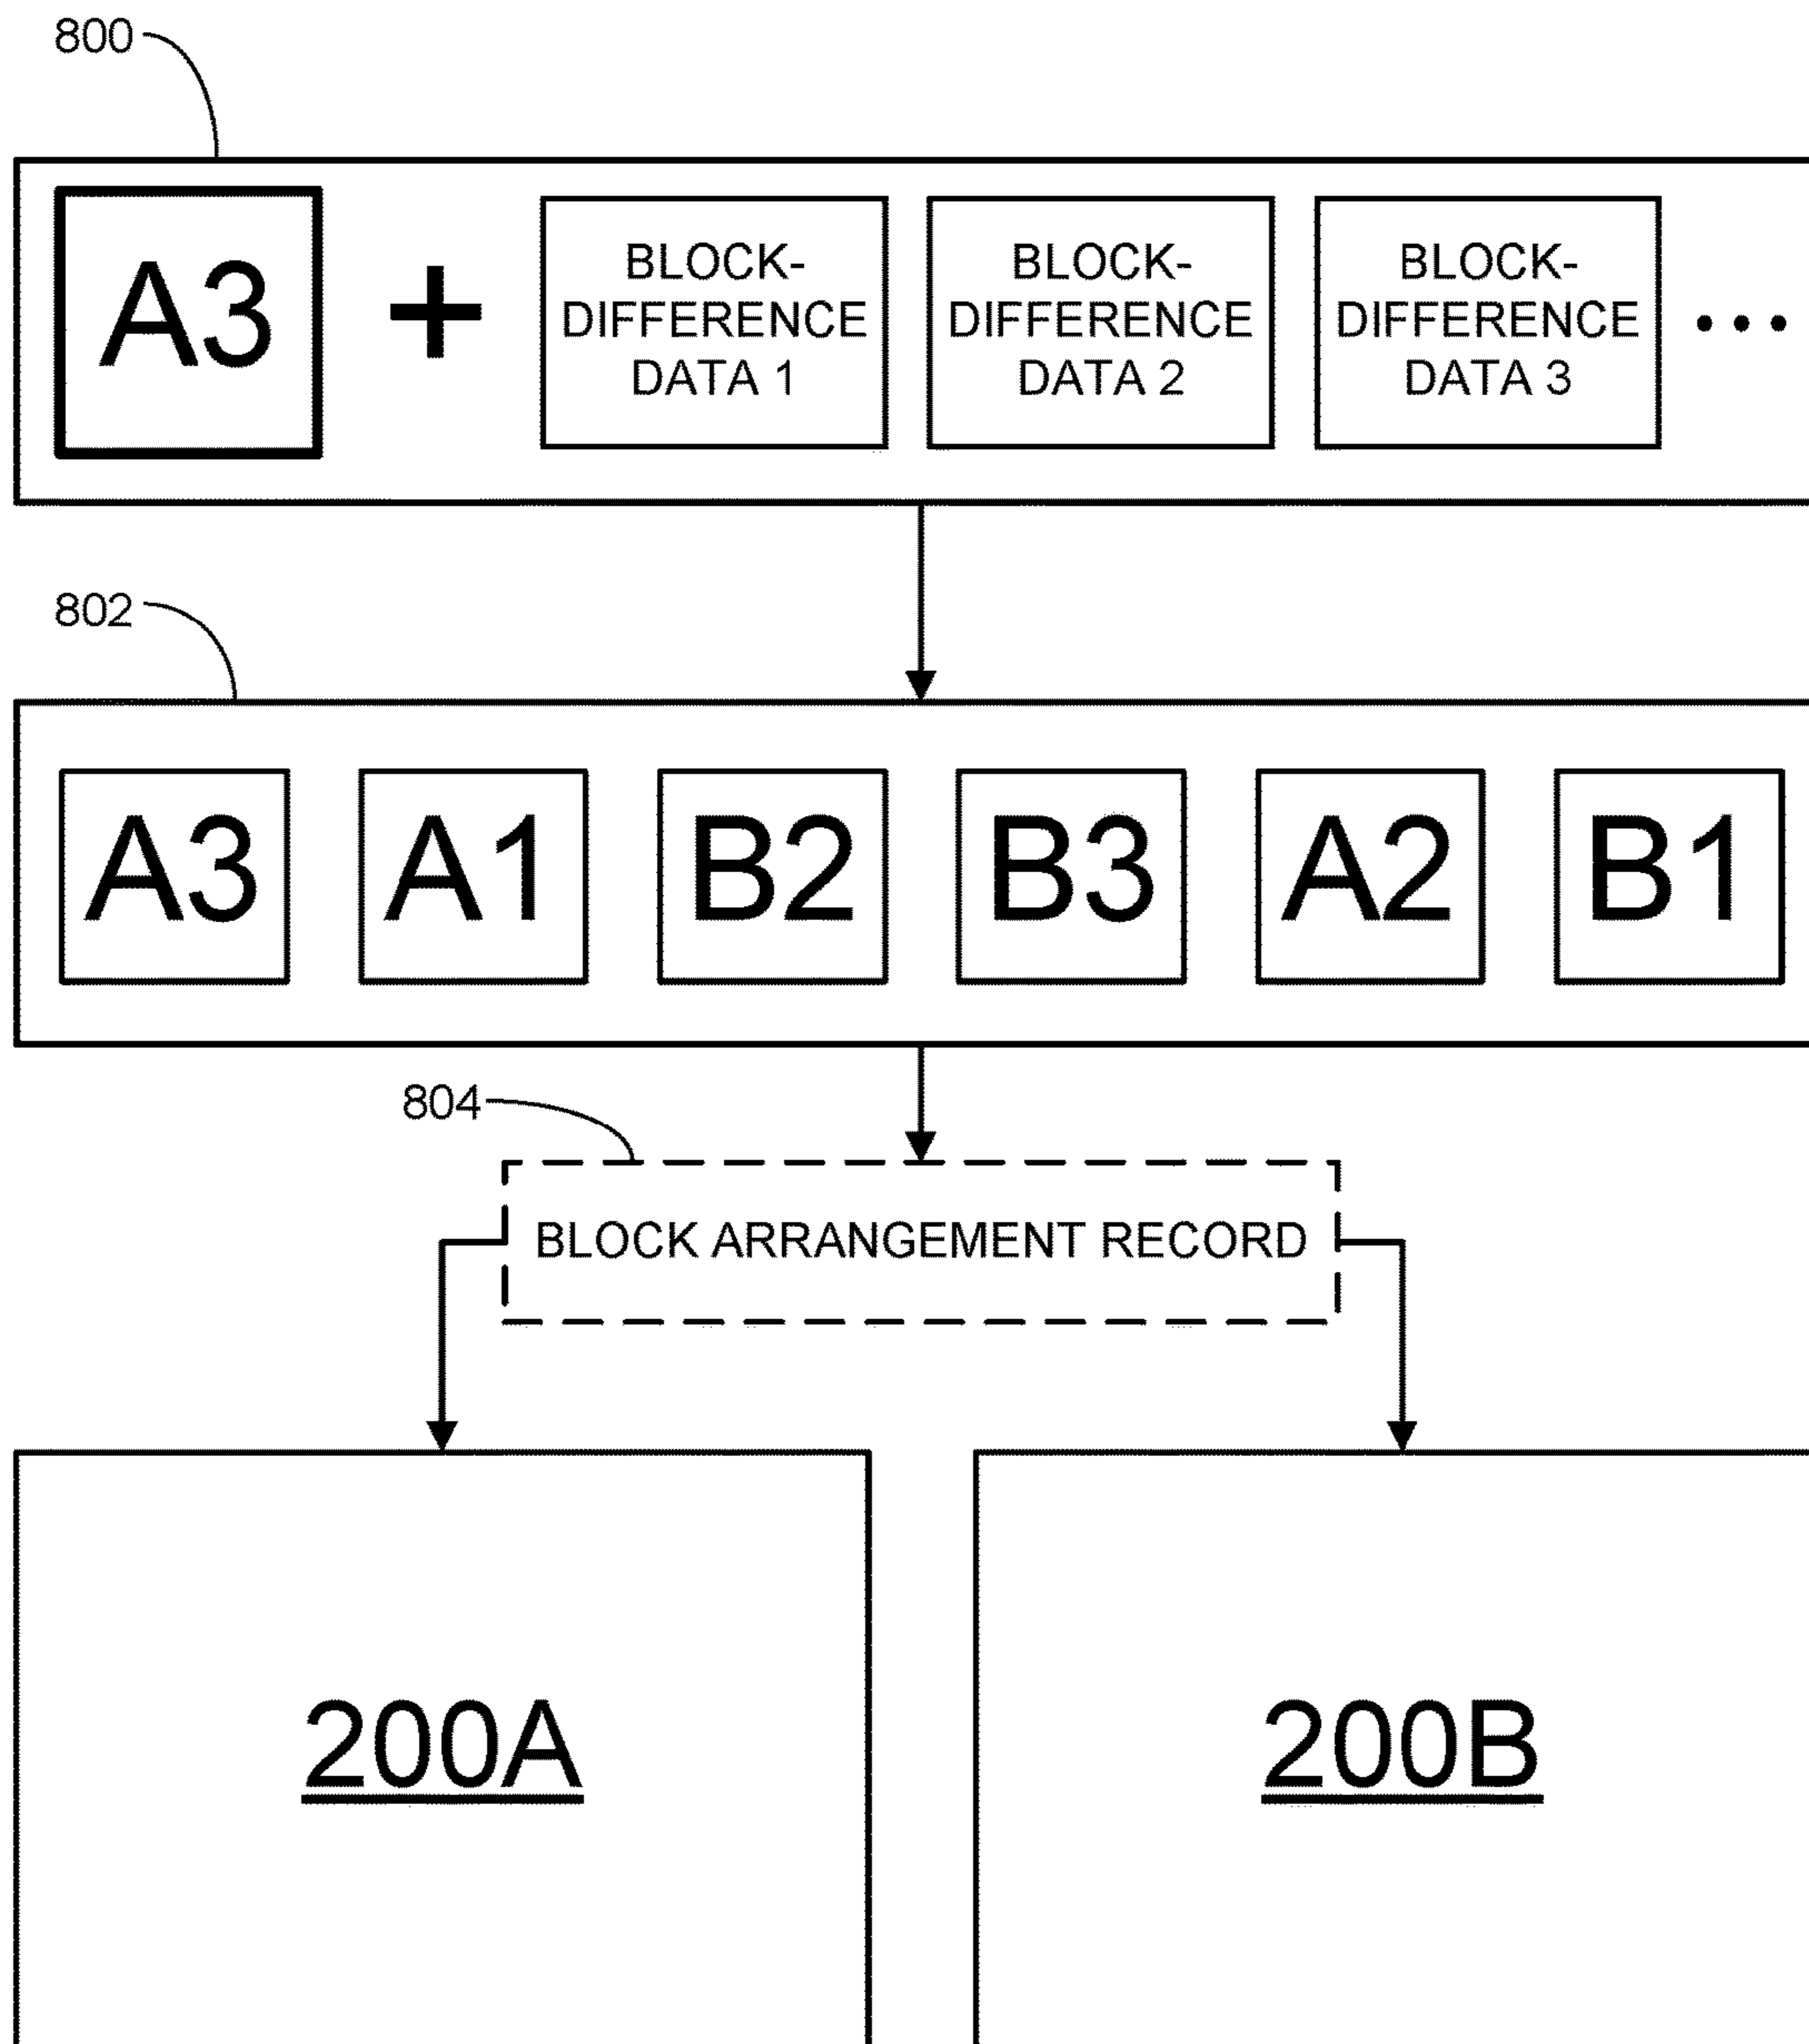 800
A3 + BLOCK- BLOCK- BLOCK-
DIFFERENCE DIFFERENCE DIFFERENCE ...
DATA 1 DATA 2 DATA 3
802
A3 A1 B2 B3 A2 B1
804
BLOCK ARRANGEMENT RECORD
200A 200B